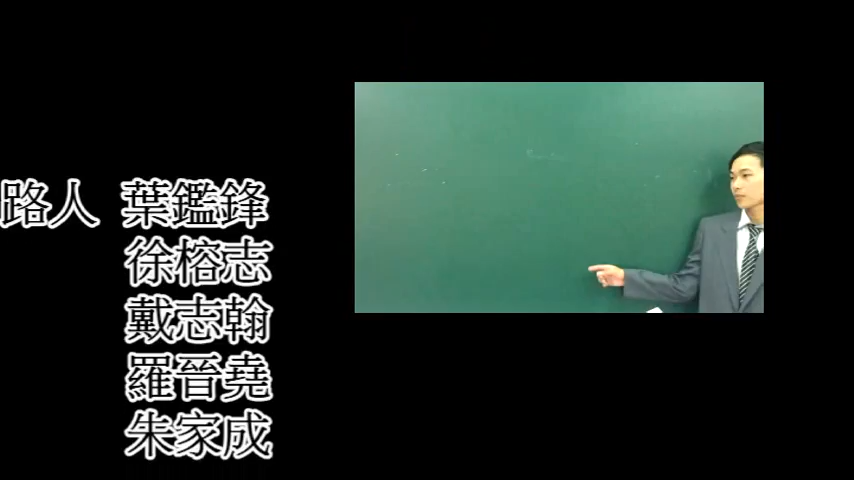 路人 葉鑑鋒
徐榕志
戴志翰
羅晉堯
朱家成